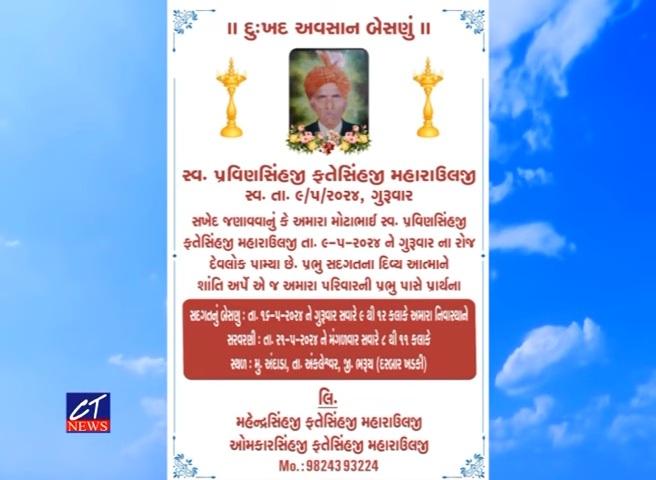 ॥ દુઃખદ અવસાન બેસણું ॥
સ્વ. પ્રવિણસિંહજી ફતેસિંહજી મહારાઉલજી
સ્વ. તા. ૯/૫/૨૦૨૪, ગુરૂવાર
સખેદ જણાવવાનું કે અમારા મોટાભાઈ સ્વ. પ્રવિણસિંહજી
ફતેસિંહજી મહારાઉલજી તા. ૯-૫-૨૦૨૪ ને ગુરૂવાર ના રોજ
દેવલોક પામ્યા છે. પ્રભુ સદગતના દિવ્ય આત્માને
શાંતિ અર્પે એ જ અમારા પરિવારની પ્રભુ પાસે પ્રાર્થના
સદગતનું બેસણુ : તા. ૧૬-૫-૨૦૨૪ ને ગુરૂવાર સવારે ૯ થી ૧૨ કલાકે અમારા નિવાસ્થાને
સરવરણી : તા. ૨૧-૫-૨૦૨૪ ને મંગળવાર સવારે ૮ થી ૧૧ કલાકે
સ્થળ : મુ. અંદાડા, તા. અંકલેશ્વર, જી. ભરૂચ (દરબાર ખડકી)
લિ.
મહેન્દ્રસિંહજી ફતેસિંહજી મહારાઉલજી
ઓમકારસિંહજી ફતેસિંહજી મહારાઉલજી
Mo.:9824393224
CT
NEWS